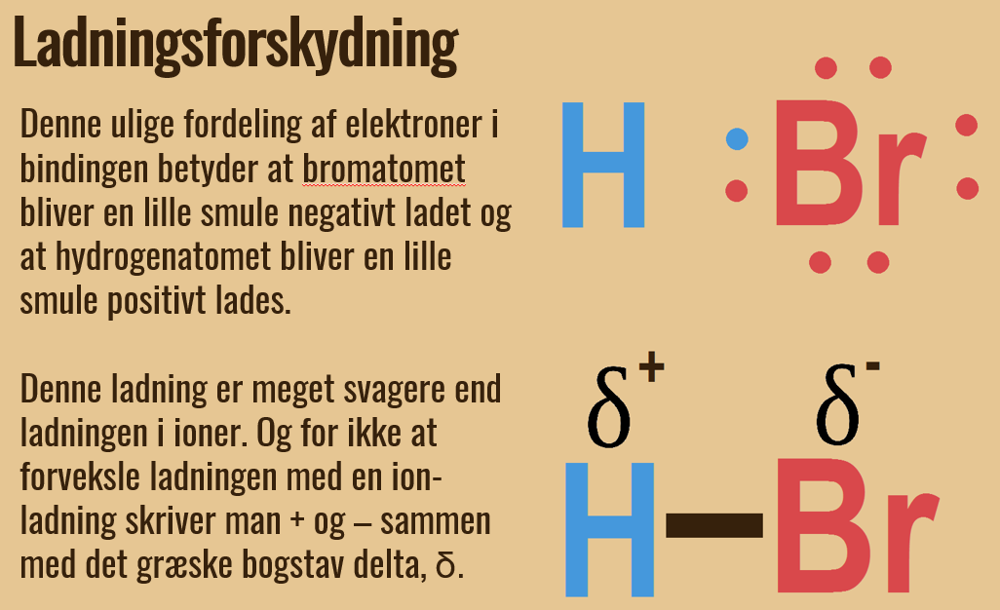 Ladningsforskydning
Denne ulige fordeling af elektroner i
bindingen betyder at bromatomet
bliver en lille smule negativt ladet og
at hydrogenatomet bliver en lille
smule positivt lades.
Denne ladning er meget svagere end
ladningen i ioner. Og for ikke at
forveksle ladningen med en ion-
ladning skriver man + og – sammen
med det græske bogstav delta, δ.
H Br
δ+ δ-
H Br